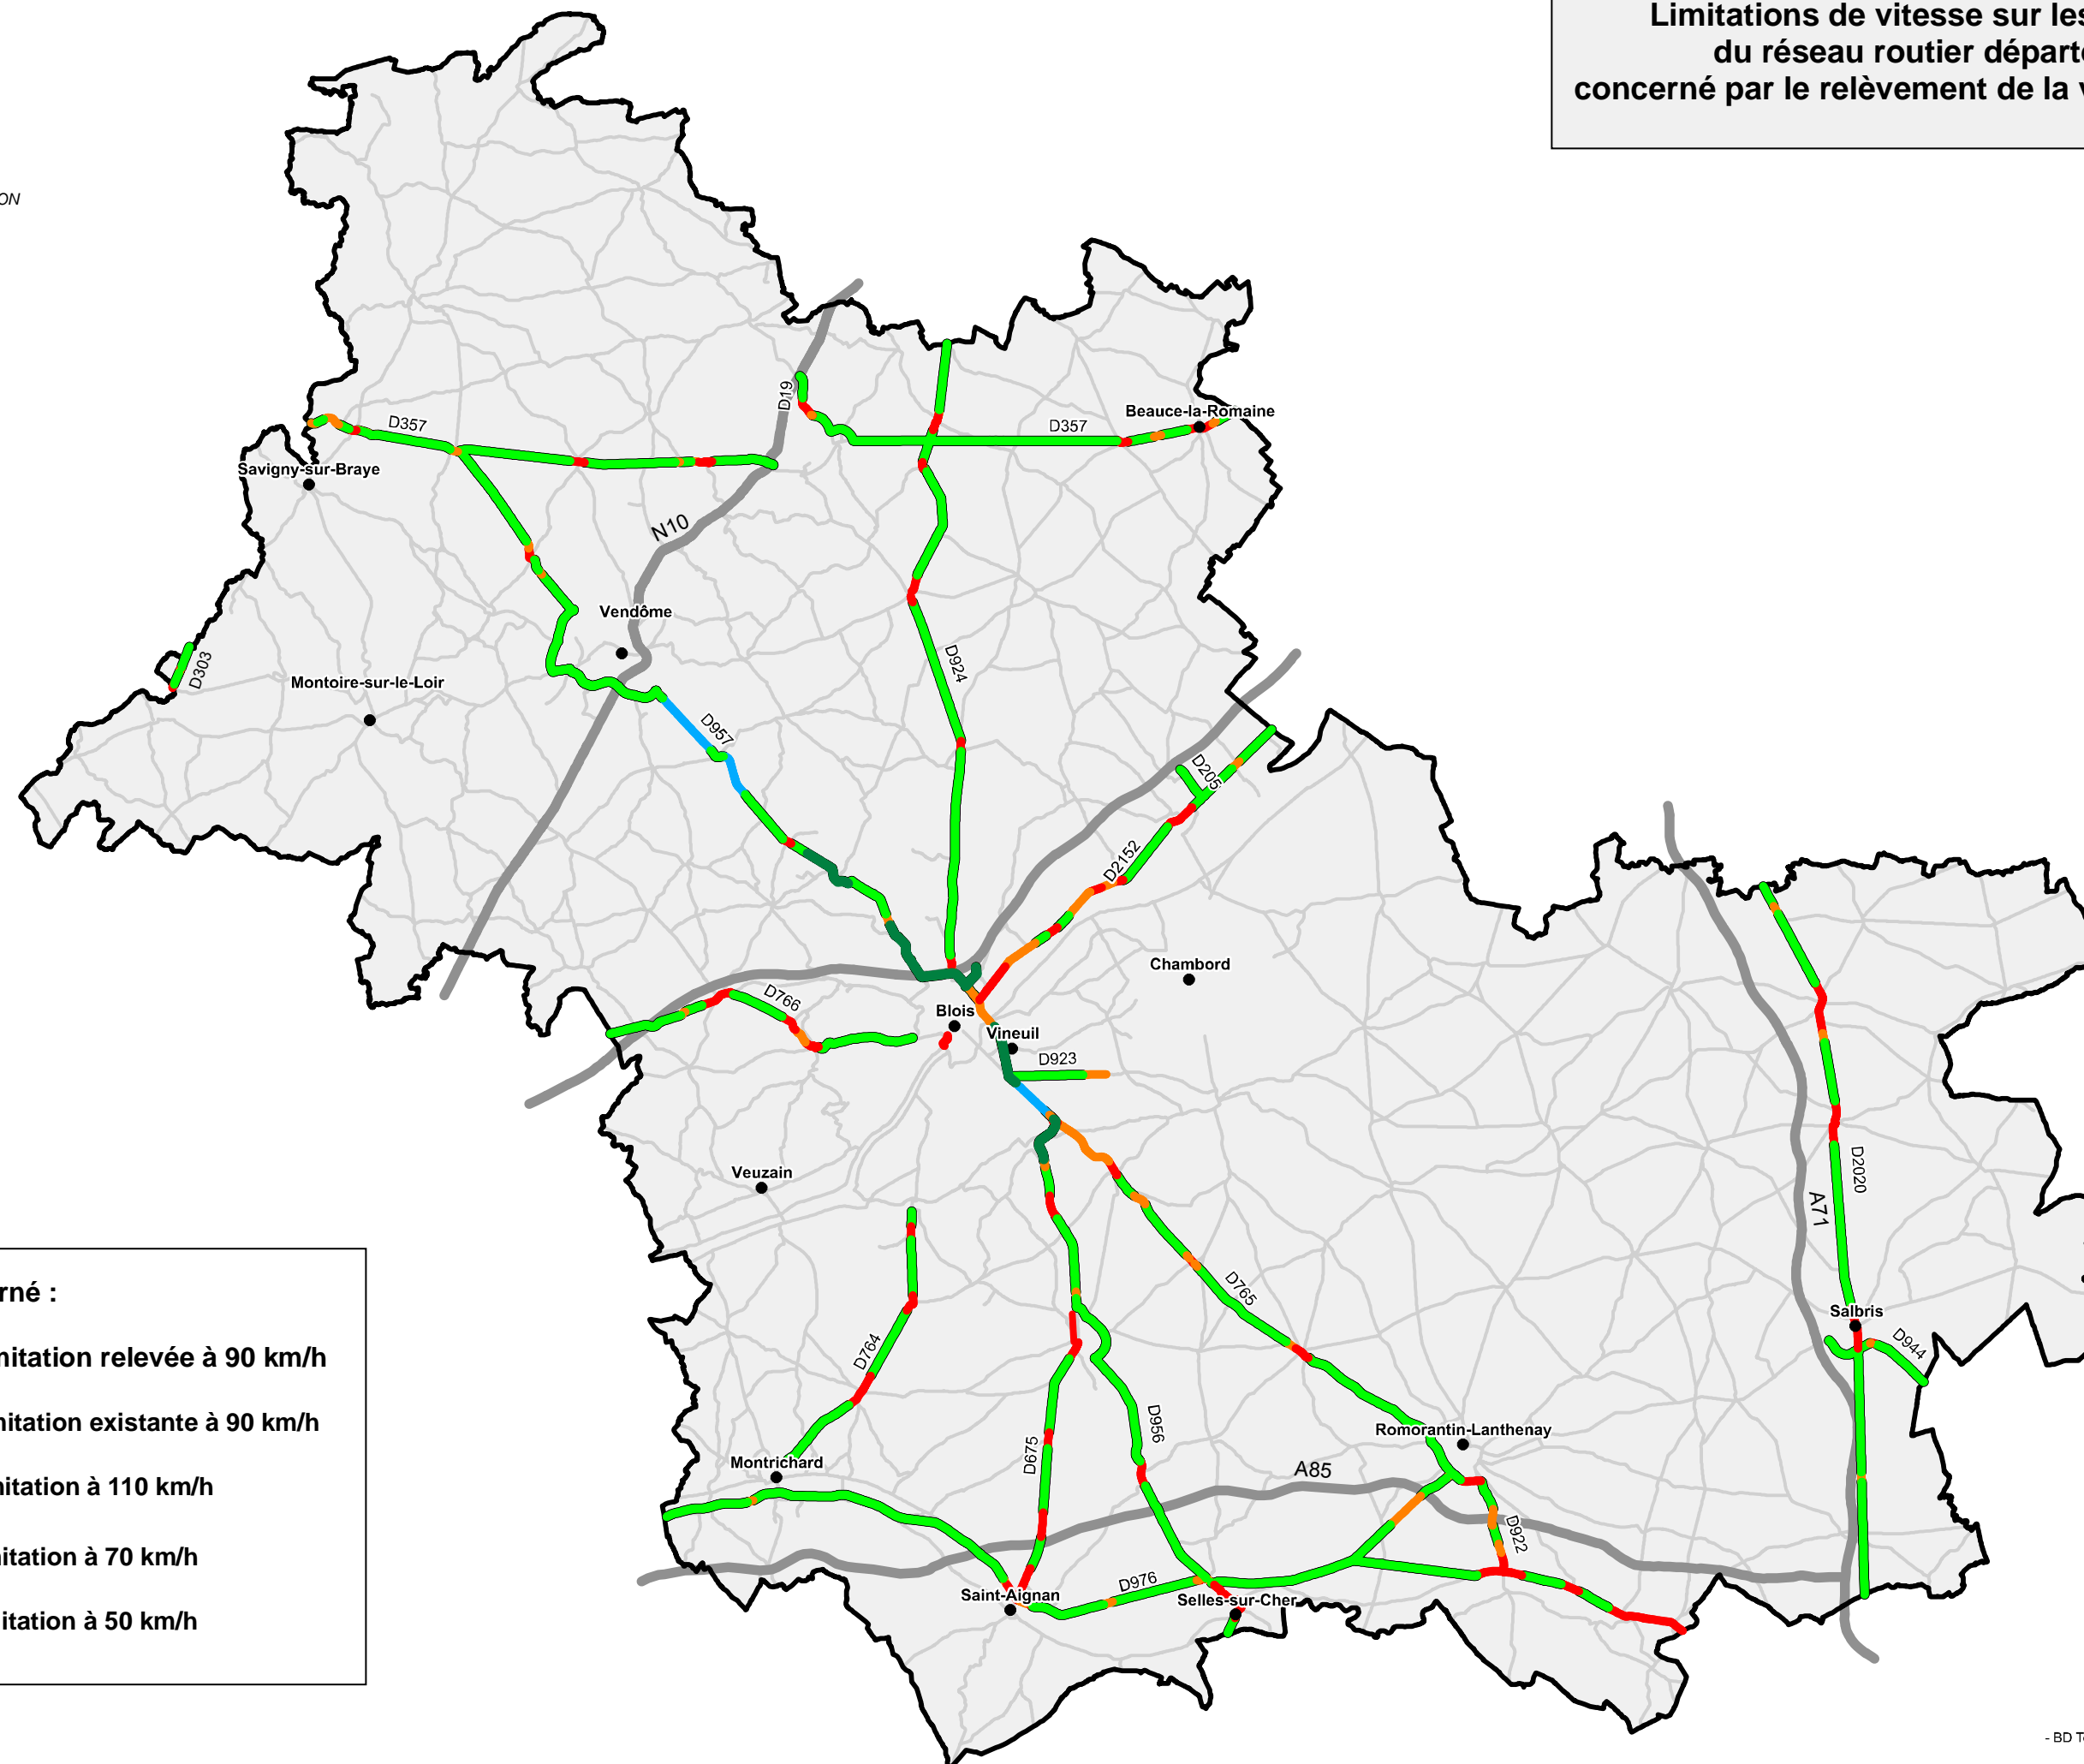 Limitations de vitesse sur les
du réseau routier départe
concerné par le relèvement de la v
ON
D19
Beauce-la-Romaine
D357
D357
Savigny-sur-Braye
N10
Vendôme
D303
D924
Montoire-sur-le-Loir
D957
D205
D2152
Chambord
D766
Blois
Vineuil
D923
Veuzain
D2020
A71
rné :
D765
Salbris
D944
mitation relevée à 90 km/h
D764
mitation existante à 90 km/h
D956
Romorantin-Lanthenay
D675
Montrichard
A85
mitation à 110 km/h
D922
itation à 70 km/h
D976
Saint-Aignan
Selles-sur-Cher
itation à 50 km/h
- BD T